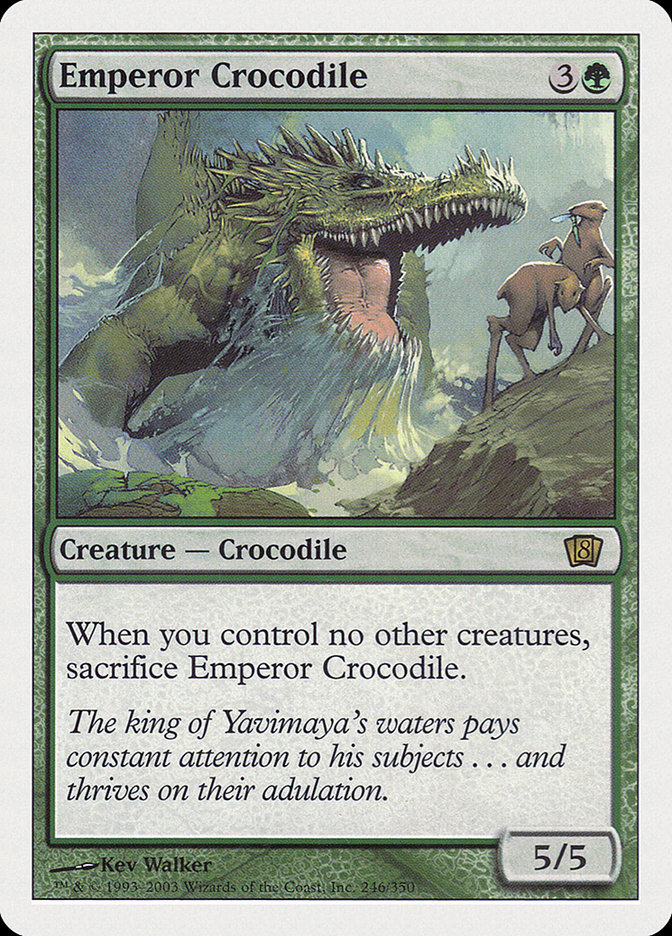 Emperor Crocodile 3
Creature — Crocodile 8
When you control no other creatures,
sacrifice Emperor Crocodile.
The king of Yavimaya's waters pays
constant attention to his subjects . . . and
thrives on their adulation.
5/5
Kev Walker
™ & © 1993–2003 Wizards of the Coast, Inc. 246/350